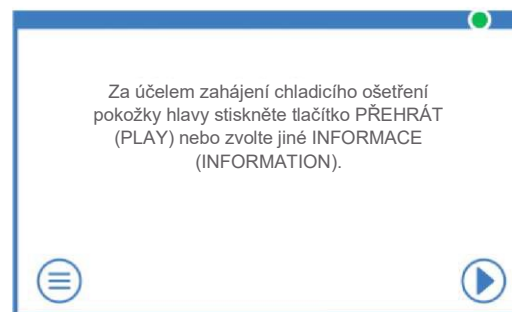 Za účelem zahájení chladicího ošetření
pokožky hlavy stiskněte tlačítko PŘEHRÁT
(PLAY) nebo zvolte jiné INFORMACE
(INFORMATION).